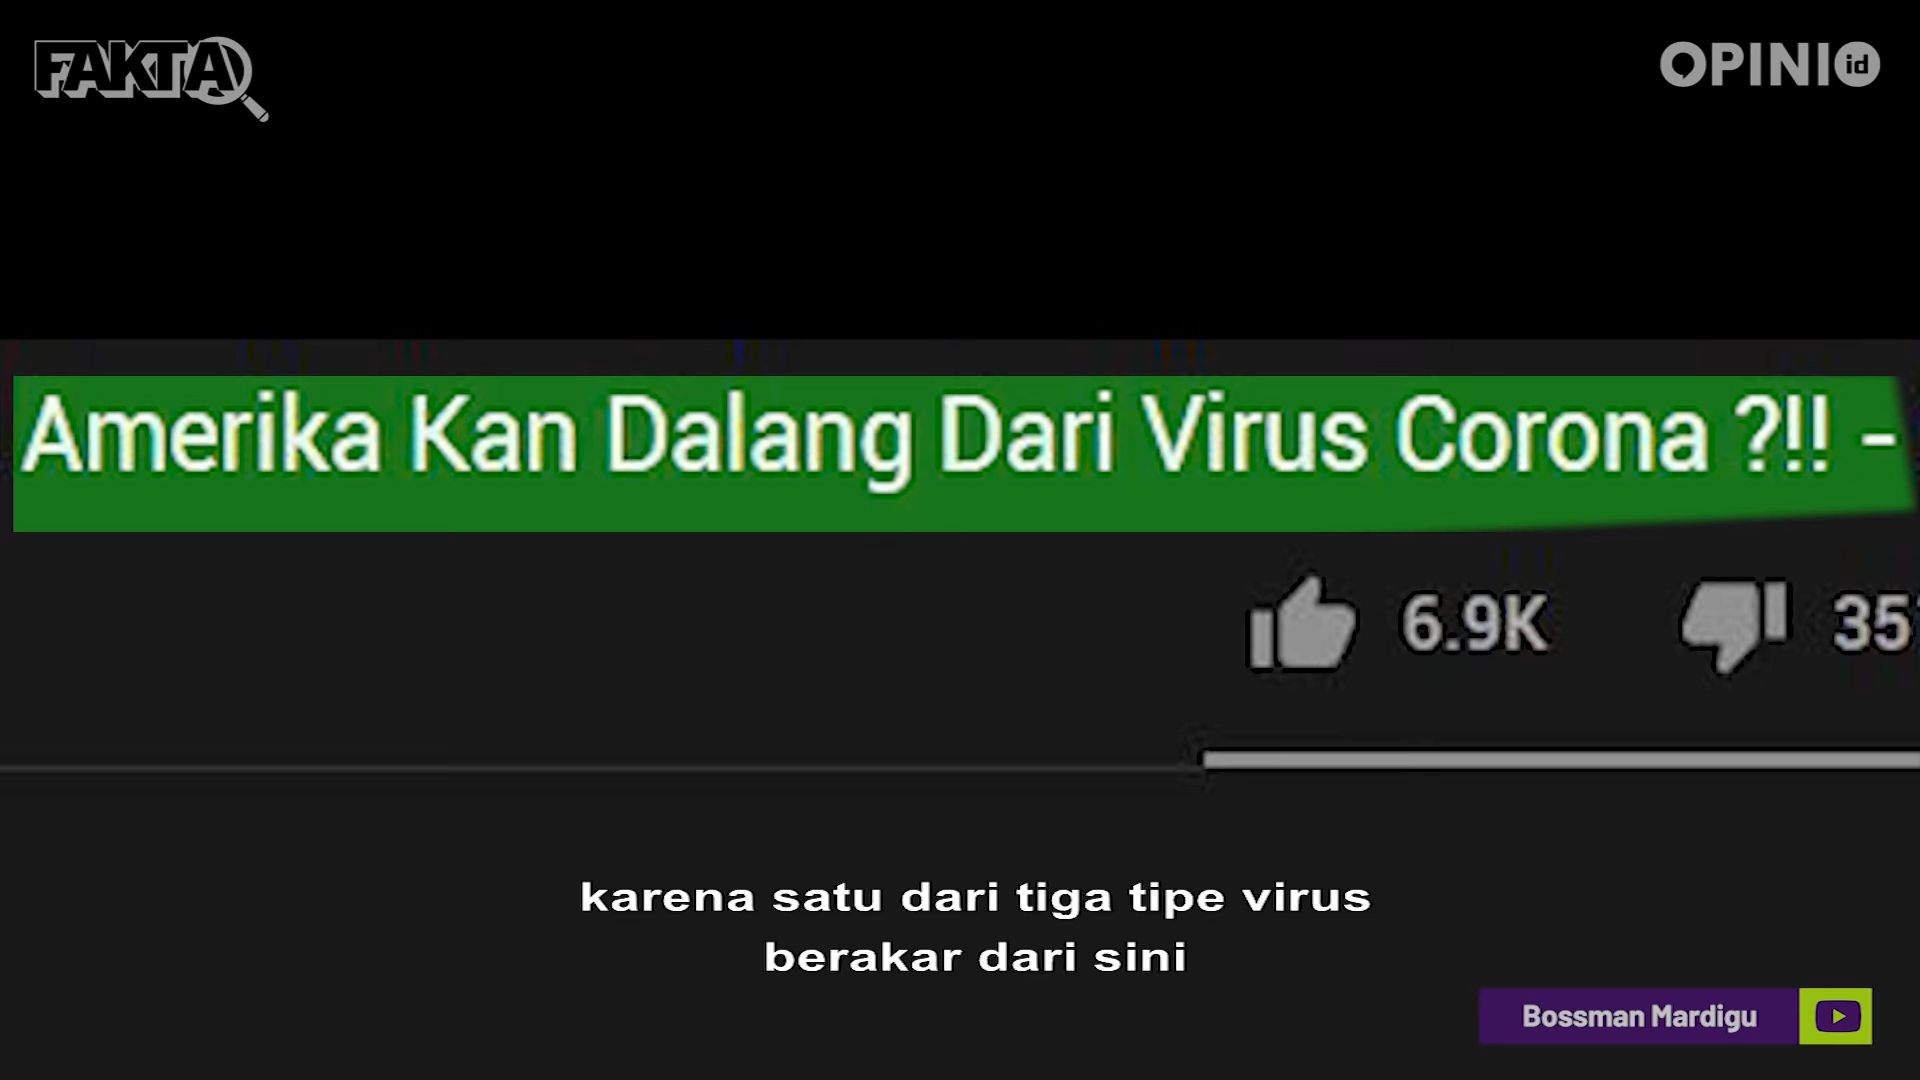 FAKTA
OPINIO id
Amerika Kan Dalang Dari Virus Corona ?!! -
6.9K
karena satu dari tiga tipe virus
berakar dari sini
Bossman Mardigu